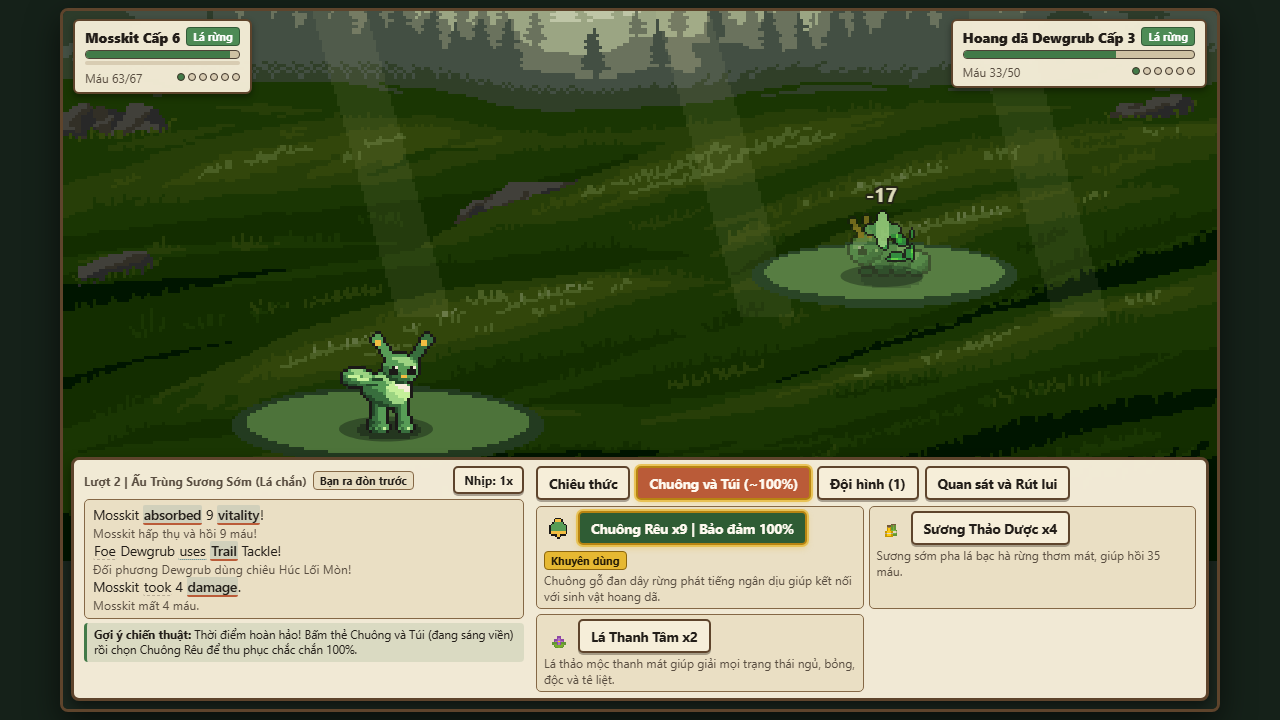 Mosskit Cấp 6 Lá rừng
Máu 63/67
Hoang dã Dewgrub Cấp 3 Lá rừng
Máu 33/50
-17
Lượt 2 | Ấu Trùng Sương Sớm (Lá chắn) Bạn ra đòn trước Nhịp: 1x
Mosskit absorbed 9 vitality!
Mosskit hấp thụ và hồi 9 máu!
Foe Dewgrub uses Trail Tackle!
Đối phương Dewgrub dùng chiêu Húc Lối Mòn!
Mosskit took 4 damage.
Mosskit mất 4 máu.
Gợi ý chiến thuật: Thời điểm hoàn hảo! Bấm thẻ Chuông và Túi (đang sáng viền)
rồi chọn Chuông Rêu để thu phục chắc chắn 100%.
Chiêu thức Chuông và Túi (~100%) Đội hình (1) Quan sát và Rút lui
Chuông Rêu x9 | Bảo đảm 100%
Khuyên dùng
Chuông gỗ đan dây rừng phát tiếng ngân dịu giúp kết nối
với sinh vật hoang dã.
Sương Thảo Dược x4
Sương sớm pha lá bạc hà rừng thơm mát, giúp hồi 35
máu.
Lá Thanh Tâm x2
Lá thảo mộc thanh mát giúp giải mọi trạng thái ngủ, bỏng,
độc và tê liệt.